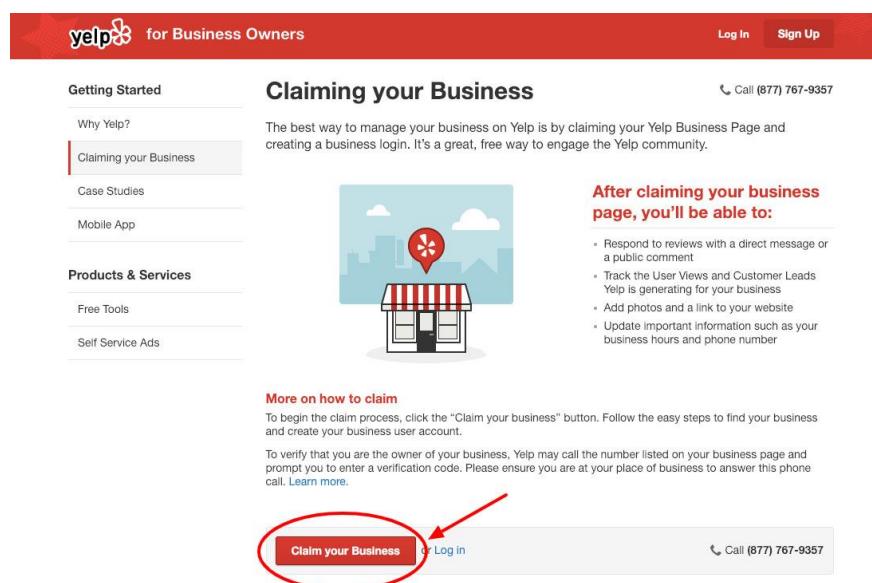 yelp for Business Owners
Log In
Sign Up
Getting Started
Why Yelp?
Claiming your Business
Case Studies
Mobile App
Products & Services
Free Tools
Self Service Ads
Claiming your Business
Call (877) 767-9357
The best way to manage your business on Yelp is by claiming your Yelp Business Page and
creating a business login. It's a great, free way to engage the Yelp community.
After claiming your business
page, you'll be able to:
Respond to reviews with a direct message or
a public comment
Track the User Views and Customer Leads
Yelp is generating for your business
Add photos and a link to your website
Update important information such as your
business hours and phone number
More on how to claim
To begin the claim process, click the “Claim your business” button. Follow the easy steps to find your business
and create your business user account.
To verify that you are the owner of your business, Yelp may call the number listed on your business page and
prompt you to enter a verification code. Please ensure you are at your place of business to answer this phone
call. Learn more.
Claim your Business
or Log in
Call (877) 767-9357